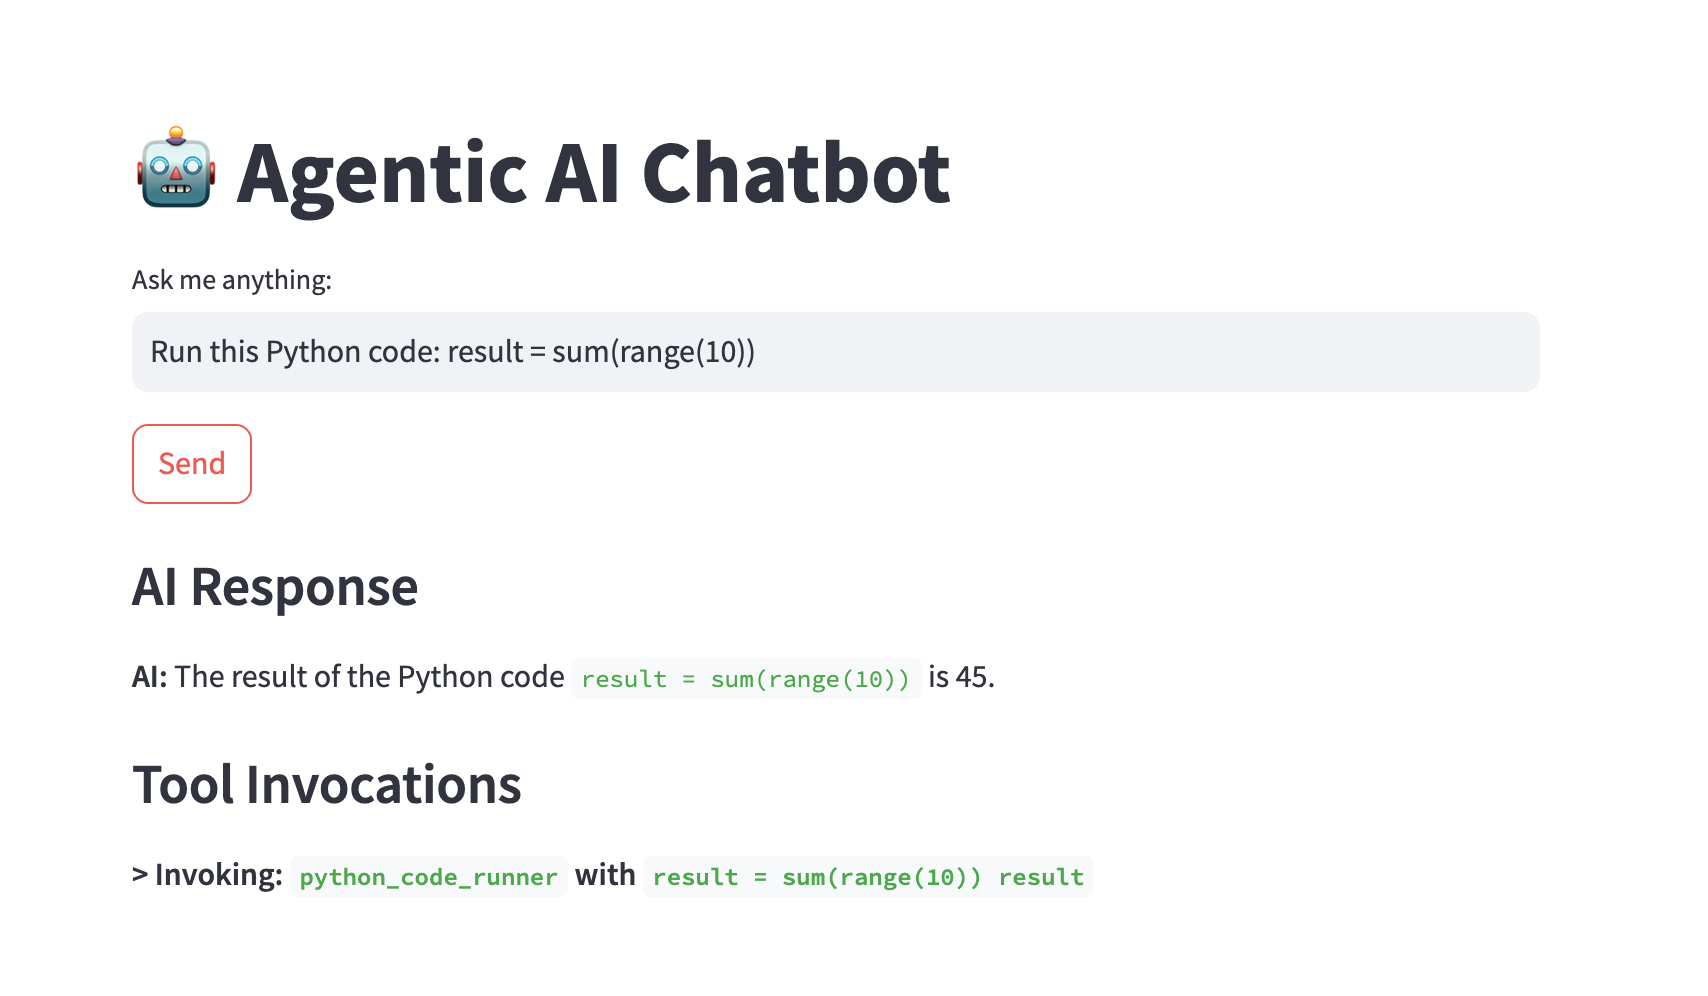 Agentic AI Chatbot
Ask me anything:
Run this Python code: result = sum(range(10))
Send
AI Response
AI: The result of the Python code result = sum(range(10)) is 45.
Tool Invocations
> Invoking: python_code_runner with result = sum(range(10)) result